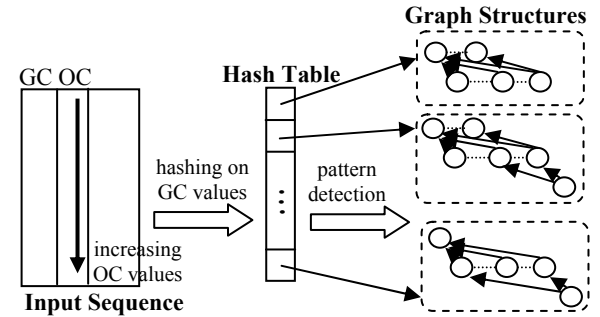 Graph Structures
GC OC
Hash Table
hashing on
GC values
pattern
detection
increasing
OC values
Input Sequence